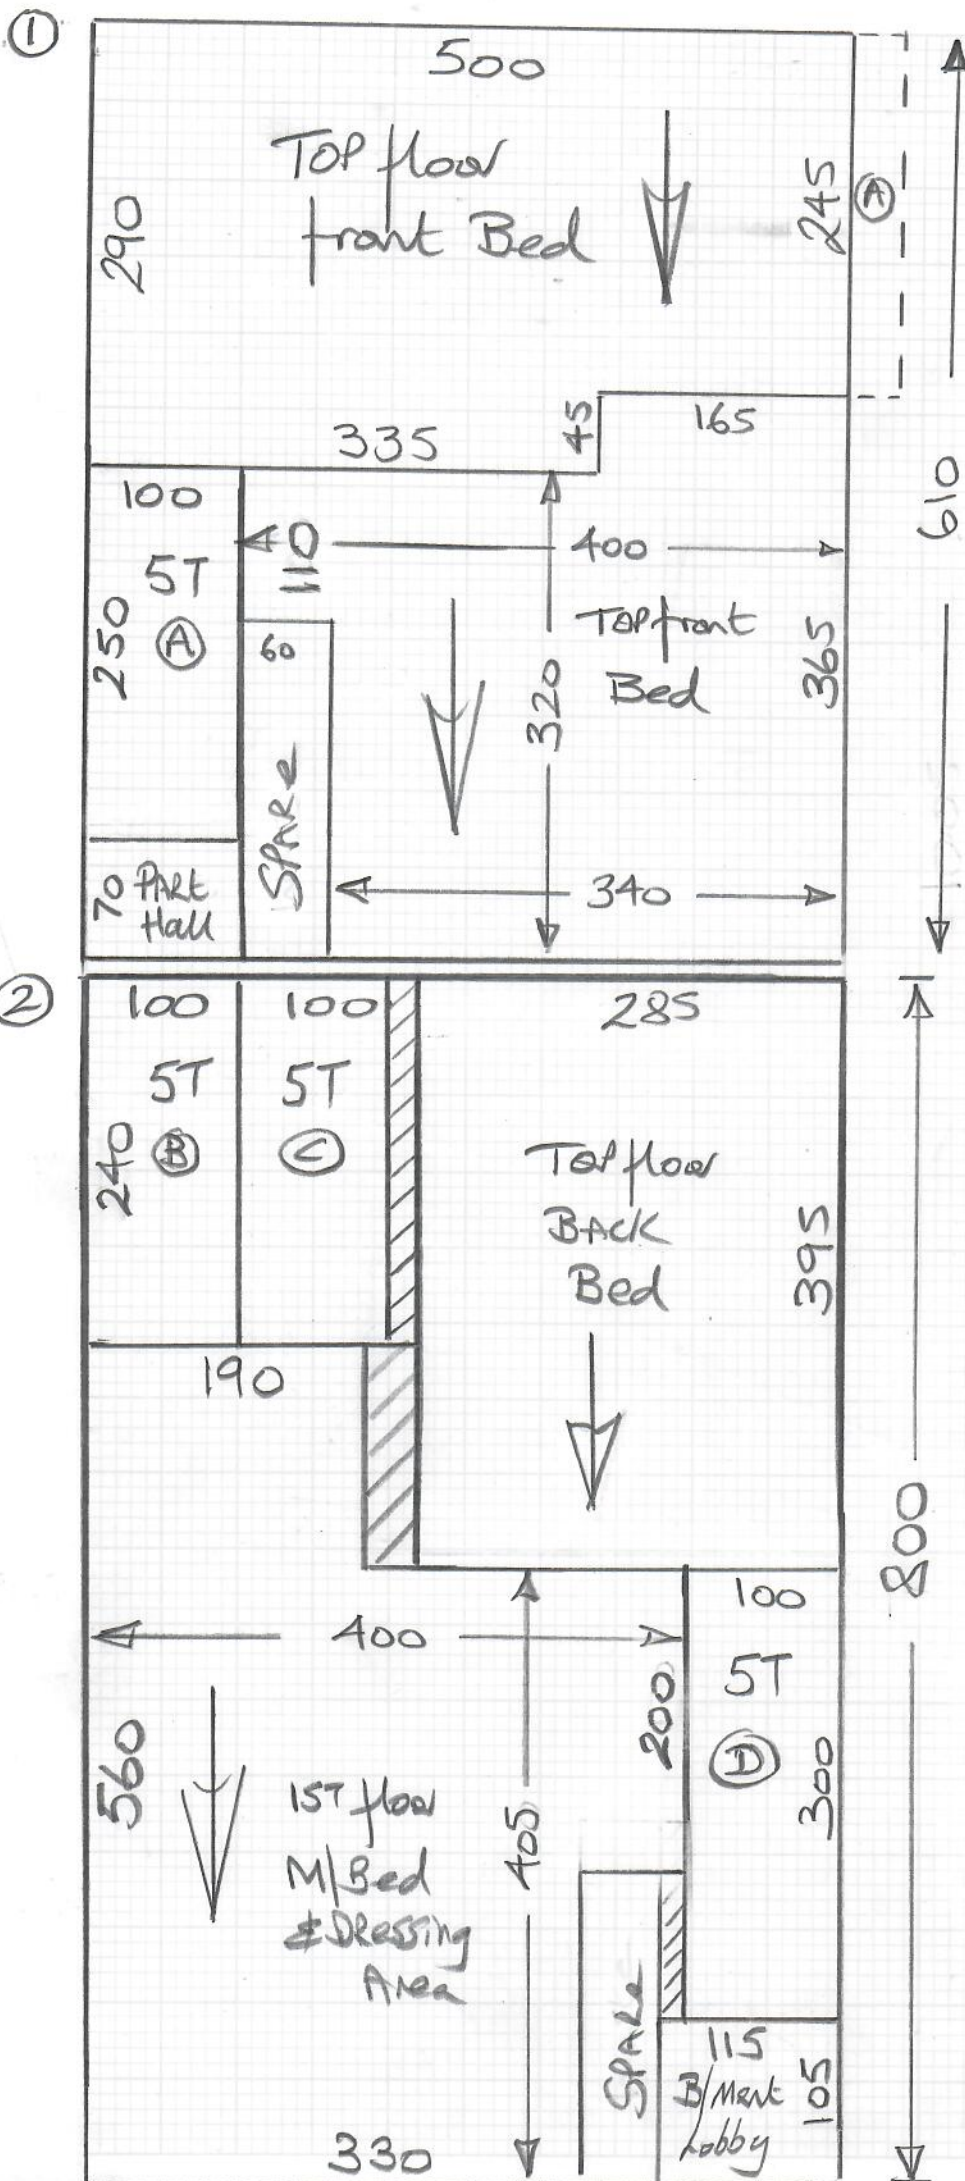 1
500
TOP floor
front Bed
290
245
A
165
45
335
100
5T
A
250
110
400
Top front
Bed
60
320
365
610
SPARE
340
70
PART
Hall
2
100
5T
B
240
100
5T
C
285
Top floor
BACK
Bed
395
190
800
400
100
5T
D
200
300
560
1ST floor
M/Bed
& Dressing
Area
405
SPARE
115
B/Ment
Lobby
105
330